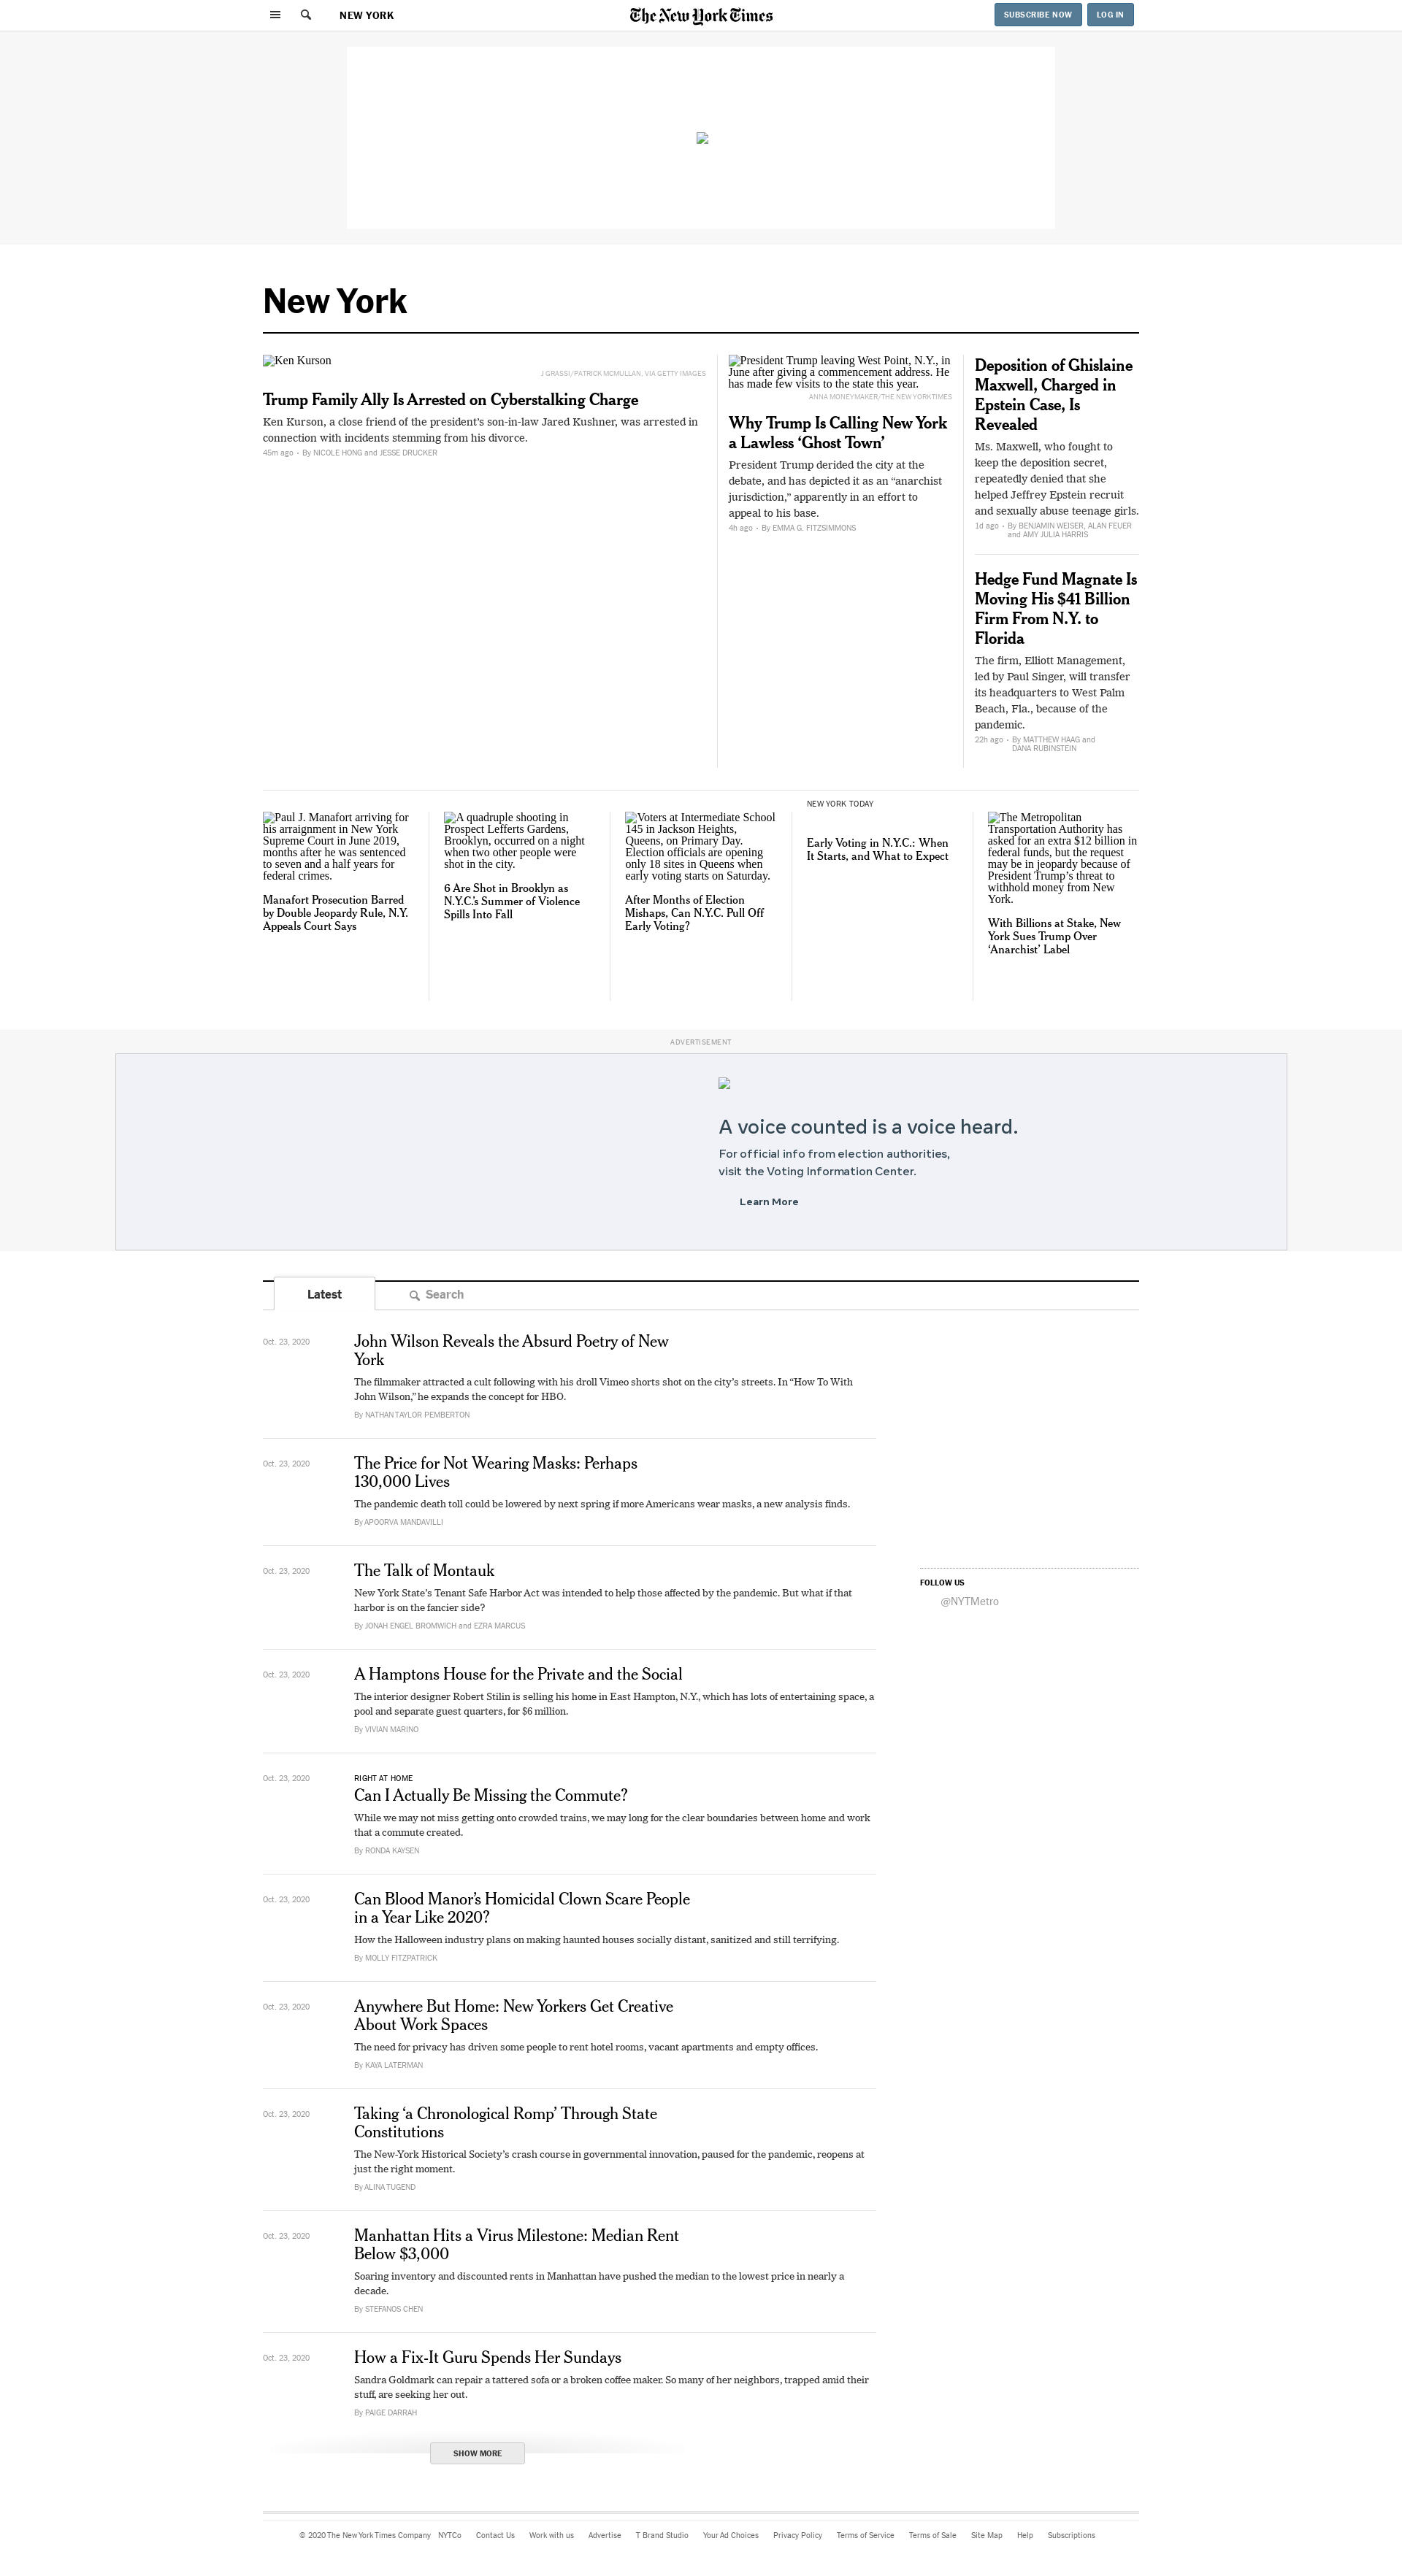 NEW YORK
The New York Times
SUBSCRIBE NOW
LOG IN
New York
Ken Kurson
J GRASSI/PATRICK MCMULLAN, VIA GETTY IMAGES
Trump Family Ally Is Arrested on Cyberstalking Charge
Ken Kurson, a close friend of the president's son-in-law Jared Kushner, was arrested in
connection with incidents stemming from his divorce.
45m ago • By NICOLE HONG and JESSE DRUCKER
President Trump leaving West Point, N.Y., in
June after giving a commencement address. He
has made few visits to the state this year.
ANNA MONEYMAKER/THE NEW YORK TIMES
Why Trump Is Calling New York
a Lawless ‘Ghost Town’
President Trump derided the city at the
debate, and has depicted it as an “anarchist
jurisdiction,” apparently in an effort to
appeal to his base.
4h ago • By EMMA G. FITZSIMMONS
Deposition of Ghislaine
Maxwell, Charged in
Epstein Case, Is
Revealed
Ms. Maxwell, who fought to
keep the deposition secret,
repeatedly denied that she
helped Jeffrey Epstein recruit
and sexually abuse teenage girls.
1d ago • By BENJAMIN WEISER, ALAN FEUER
and AMY JULIA HARRIS
Hedge Fund Magnate Is
Moving His $41 Billion
Firm From N.Y. to
Florida
The firm, Elliott Management,
led by Paul Singer, will transfer
its headquarters to West Palm
Beach, Fla., because of the
pandemic.
22h ago • By MATTHEW HAAG and
DANA RUBINSTEIN
Paul J. Manafort arriving for
his arraignment in New York
Supreme Court in June 2019,
months after he was sentenced
to seven and a half years for
federal crimes.
Manafort Prosecution Barred
by Double Jeopardy Rule, N.Y.
Appeals Court Says
A quadruple shooting in
Prospect Lefferts Gardens,
Brooklyn, occurred on a night
when two other people were
shot in the city.
6 Are Shot in Brooklyn as
N.Y.C.’s Summer of Violence
Spills Into Fall
Voters at Intermediate School
145 in Jackson Heights,
Queens, on Primary Day.
Election officials are opening
only 18 sites in Queens when
early voting starts on Saturday.
After Months of Election
Mishaps, Can N.Y.C. Pull Off
Early Voting?
NEW YORK TODAY
Early Voting in N.Y.C.: When
It Starts, and What to Expect
The Metropolitan
Transportation Authority has
asked for an extra $12 billion in
federal funds, but the request
may be in jeopardy because of
President Trump’s threat to
withhold money from New
York.
With Billions at Stake, New
York Sues Trump Over
‘Anarchist’ Label
ADVERTISEMENT
A voice counted is a voice heard.
For official info from election authorities,
visit the Voting Information Center.
Learn More
Latest
Search
Oct. 23, 2020
John Wilson Reveals the Absurd Poetry of New
York
The filmmaker attracted a cult following with his droll Vimeo shorts shot on the city’s streets. In “How To With
John Wilson,” he expands the concept for HBO.
By NATHAN TAYLOR PEMBERTON
Oct. 23, 2020
The Price for Not Wearing Masks: Perhaps
130,000 Lives
The pandemic death toll could be lowered by next spring if more Americans wear masks, a new analysis finds.
By APOORVA MANDAVILLI
Oct. 23, 2020
The Talk of Montauk
New York State’s Tenant Safe Harbor Act was intended to help those affected by the pandemic. But what if that
harbor is on the fancier side?
By JONAH ENGEL BROMWICH and EZRA MARCUS
FOLLOW US
@NYTMetro
Oct. 23, 2020
A Hamptons House for the Private and the Social
The interior designer Robert Stilin is selling his home in East Hampton, N.Y., which has lots of entertaining space, a
pool and separate guest quarters, for $6 million.
By VIVIAN MARINO
Oct. 23, 2020
RIGHT AT HOME
Can I Actually Be Missing the Commute?
While we may not miss getting onto crowded trains, we may long for the clear boundaries between home and work
that a commute created.
By RONDA KAYSEN
Oct. 23, 2020
Can Blood Manor’s Homicidal Clown Scare People
in a Year Like 2020?
How the Halloween industry plans on making haunted houses socially distant, sanitized and still terrifying.
By MOLLY FITZPATRICK
Oct. 23, 2020
Anywhere But Home: New Yorkers Get Creative
About Work Spaces
The need for privacy has driven some people to rent hotel rooms, vacant apartments and empty offices.
By KAYA LATERMAN
Oct. 23, 2020
Taking ‘a Chronological Romp’ Through State
Constitutions
The New-York Historical Society’s crash course in governmental innovation, paused for the pandemic, reopens at
just the right moment.
By ALINA TUGEND
Oct. 23, 2020
Manhattan Hits a Virus Milestone: Median Rent
Below $3,000
Soaring inventory and discounted rents in Manhattan have pushed the median to the lowest price in nearly a
decade.
By STEFANOS CHEN
Oct. 23, 2020
How a Fix-It Guru Spends Her Sundays
Sandra Goldmark can repair a tattered sofa or a broken coffee maker. So many of her neighbors, trapped amid their
stuff, are seeking her out.
By PAIGE DARRAH
SHOW MORE
© 2020 The New York Times Company NYTCo Contact Us Work with us Advertise T Brand Studio Your Ad Choices Privacy Policy Terms of Service Terms of Sale Site Map Help Subscriptions